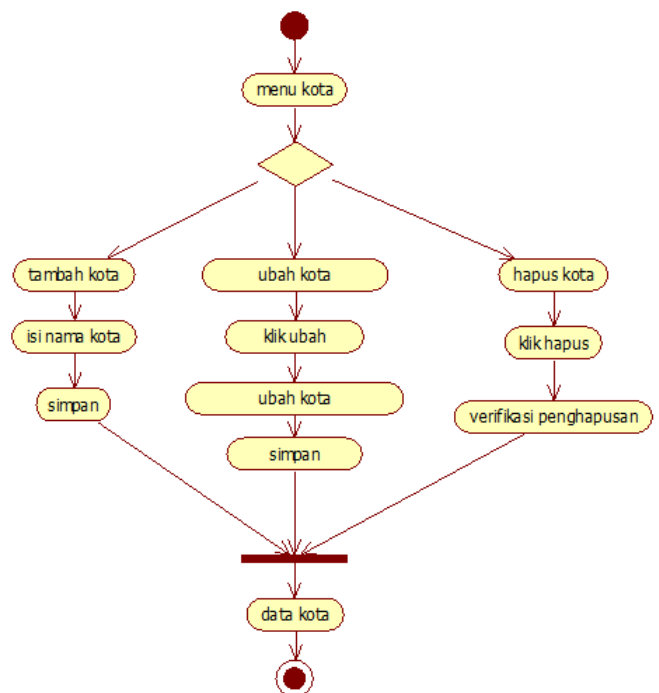 menu kota
tambah kota
isi nama kota
simpan
ubah kota
klik ubah
ubah kota
simpan
hapus kota
klik hapus
verifikasi penghapusan
data kota